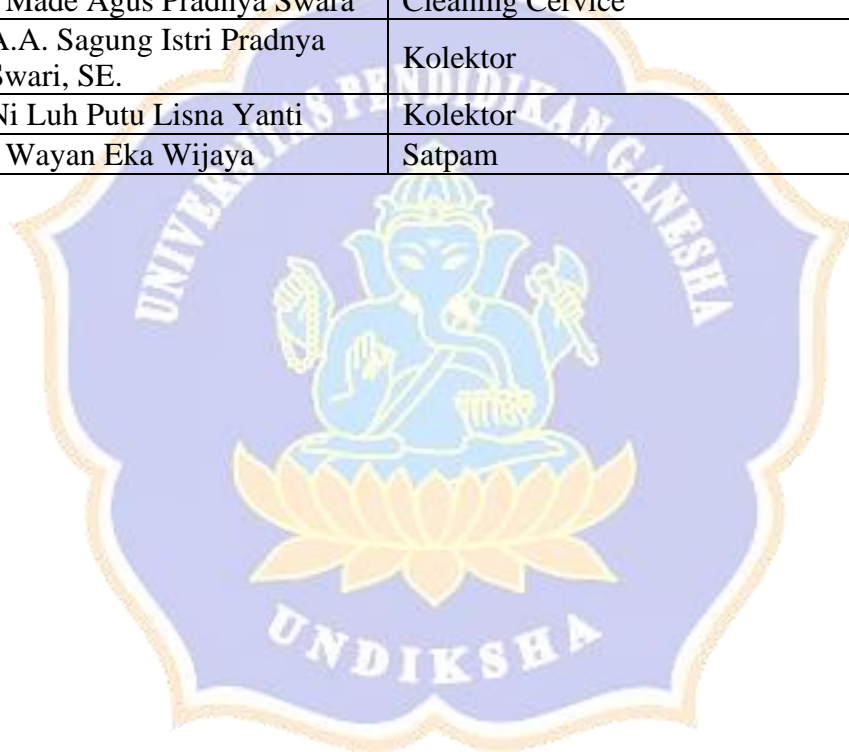 Made Agus Pradnya Swara Cleaning Cervice
A.A. Sagung Istri Pradnya
Swari, SE. Kolektor
Ni Luh Putu Lisna Yanti Kolektor
Wayan Eka Wijaya Satpam
UNIVERSITAS PENDIDIKAN GANESHA
UNDIKSHA